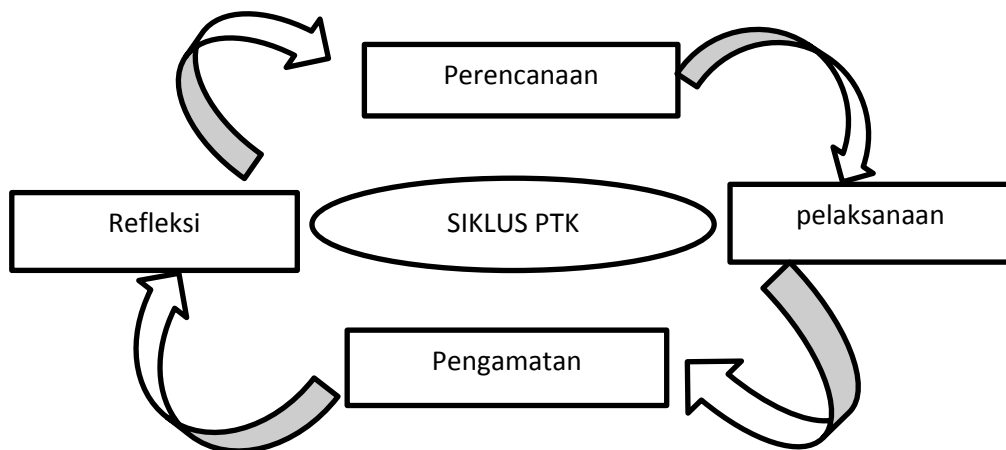 Perencanaan
Refleksi
SIKLUS PTK
pelaksanaan
Pengamatan